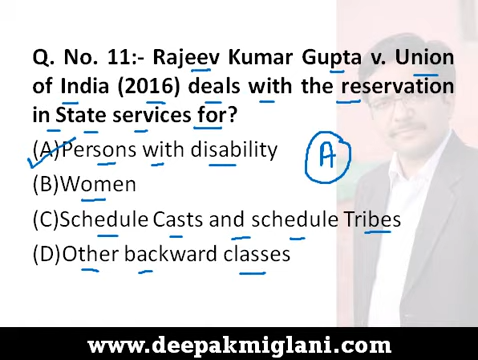 Q. No. 11:- Rajeev Kumar Gupta v. Union
of India (2016) deals with the reservation
in State services for?
(A)Persons with disability
A
(B)Women
(C)Schedule Casts and schedule Tribes
(D)Other backward classes
www.deepakmiglani.com